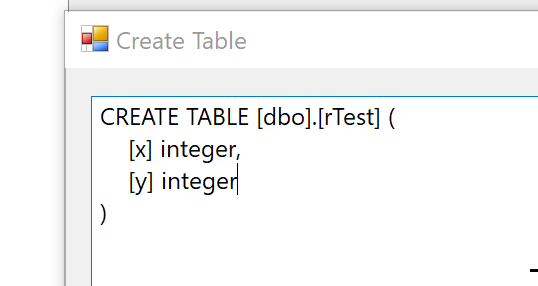 Create Table
CREATE TABLE [dbo].[rTest] (
[x] integer,
[y] integer
)